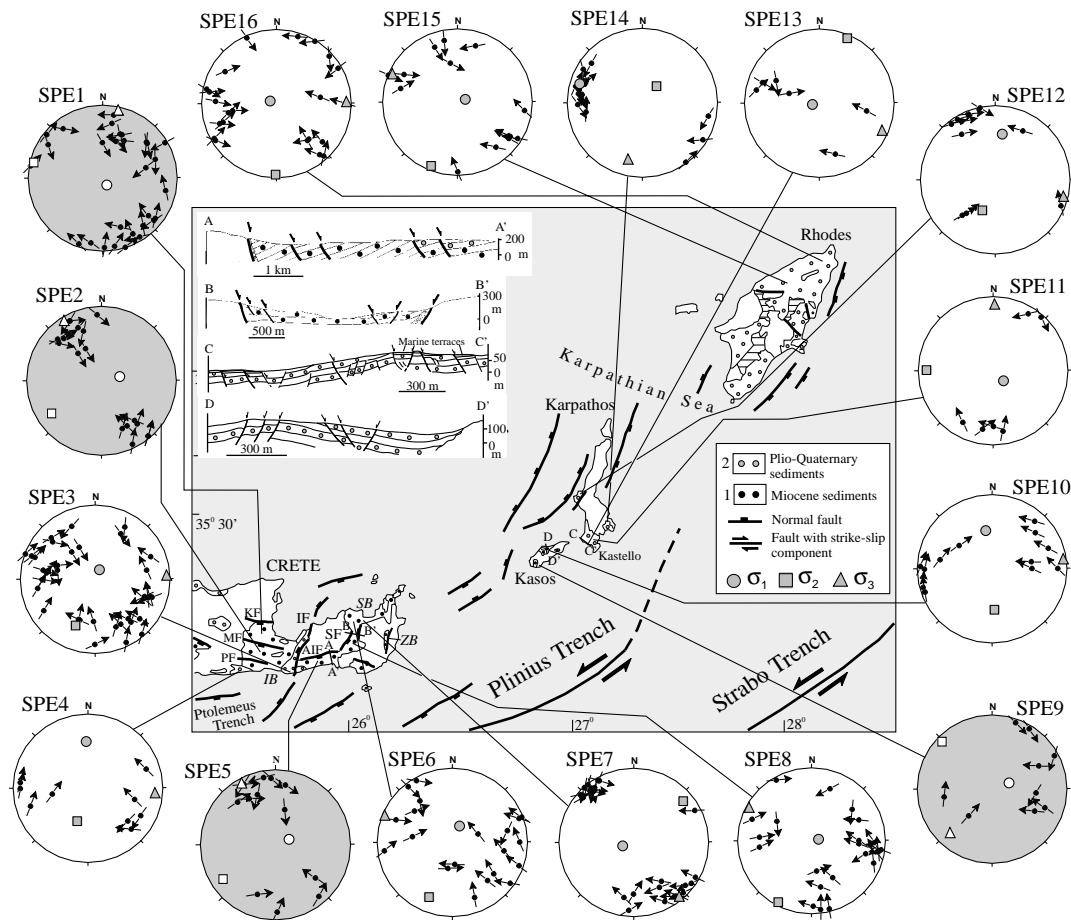 SPE16
SPE15
SPE14
SPE13
N
N
N
N
SPE1
N
SPE12
N
SPE2
N
SPE11
N
SPE3
N
SPE10
N
SPE4
N
SPE5
N
SPE6
N
SPE7
N
SPE8
N
SPE9
N
A
A'
200
m
0
1 km
B
B'
300
m
0
500 m
C
Marine terraces
C'
50
0
m
300 m
D
D'
100
0
m
300 m
Rhodes
Karpathian Sea
Karpathos
2
Plio-Quaternary
sediments
1
Miocene sediments
Normal fault
Fault with strike-slip
component
σ1
σ2
σ3
35° 30'
C
C'
Kastello
D
D'
Kasos
CRETE
KF
IF
SB
MF
SF
B
B'
A
AIF
ZB
PF
IB
A'
Ptolemeus
Trench
Plinius Trench
Strabo Trench
26°
27°
28°